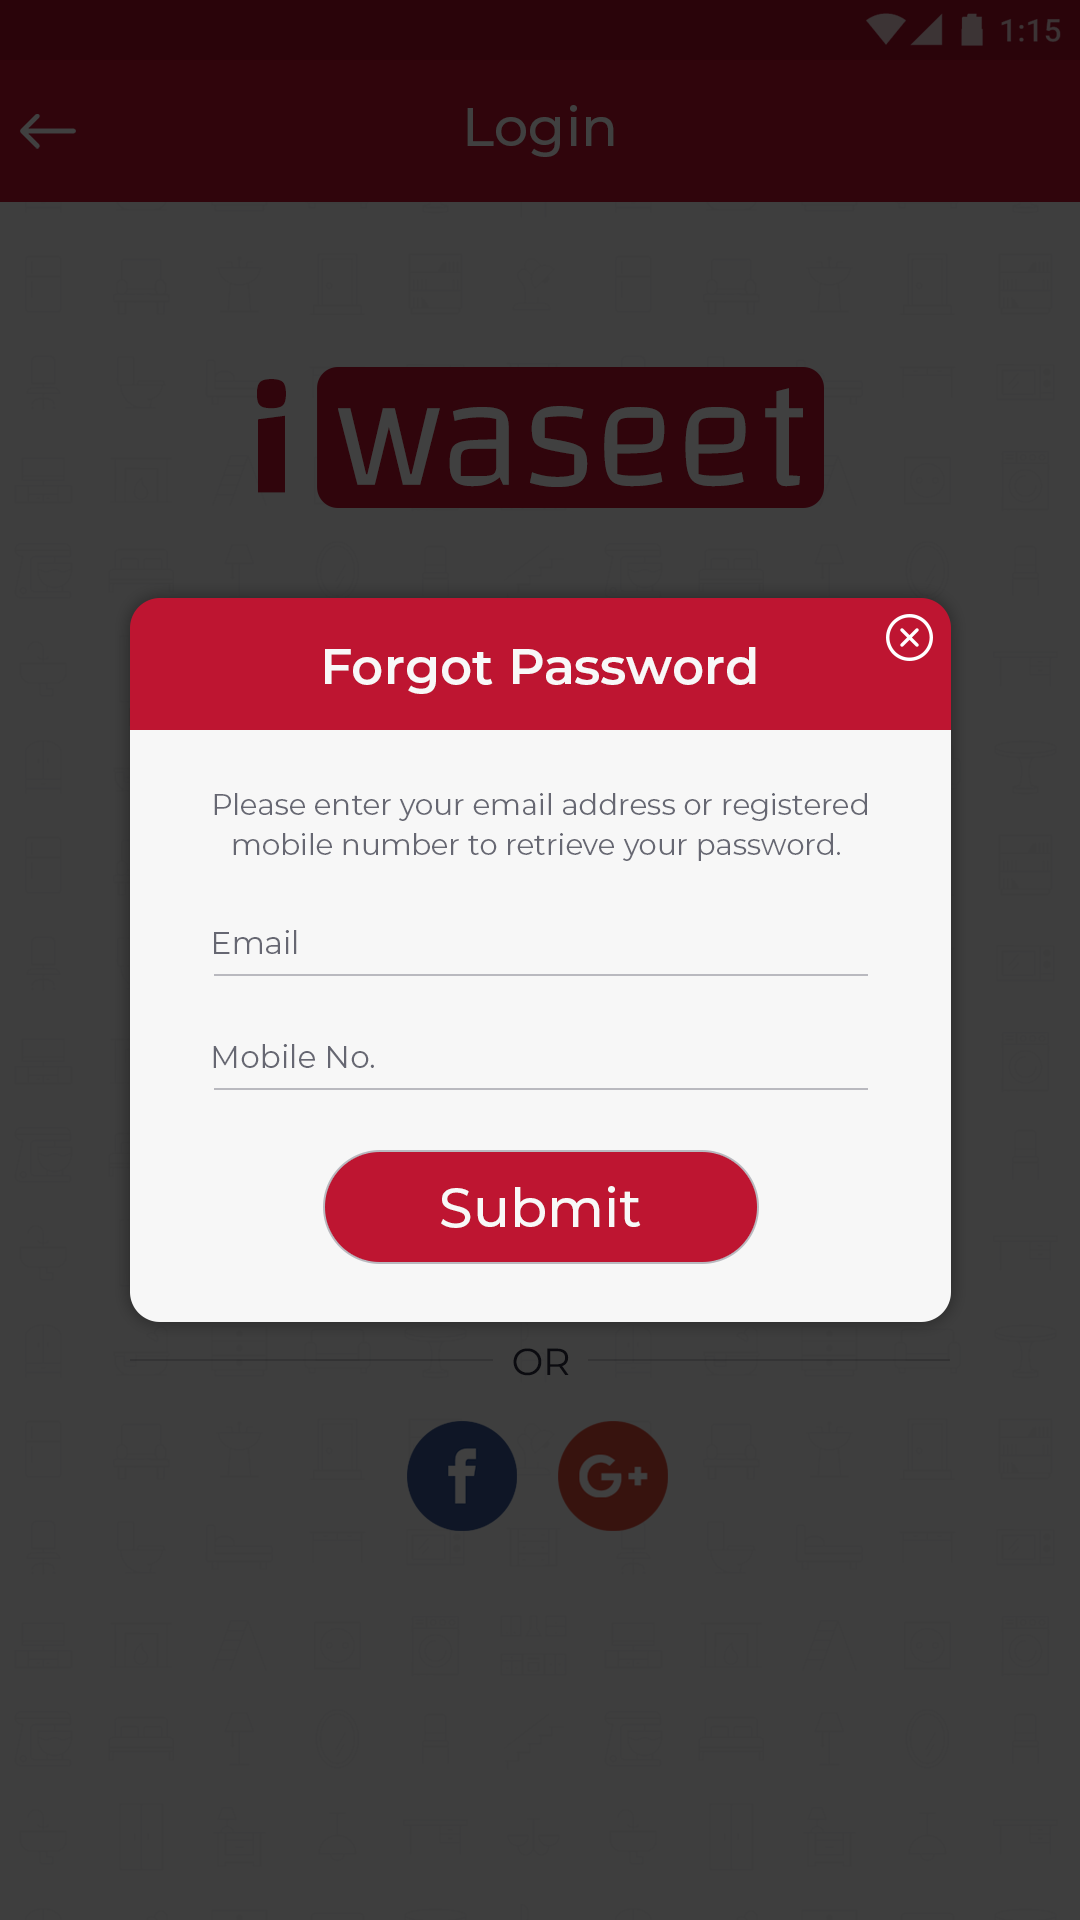 1:15
Login
i waseet
Forgot Password
Please enter your email address or registered
mobile number to retrieve your password.
Email
Mobile No.
Submit
OR
f G+